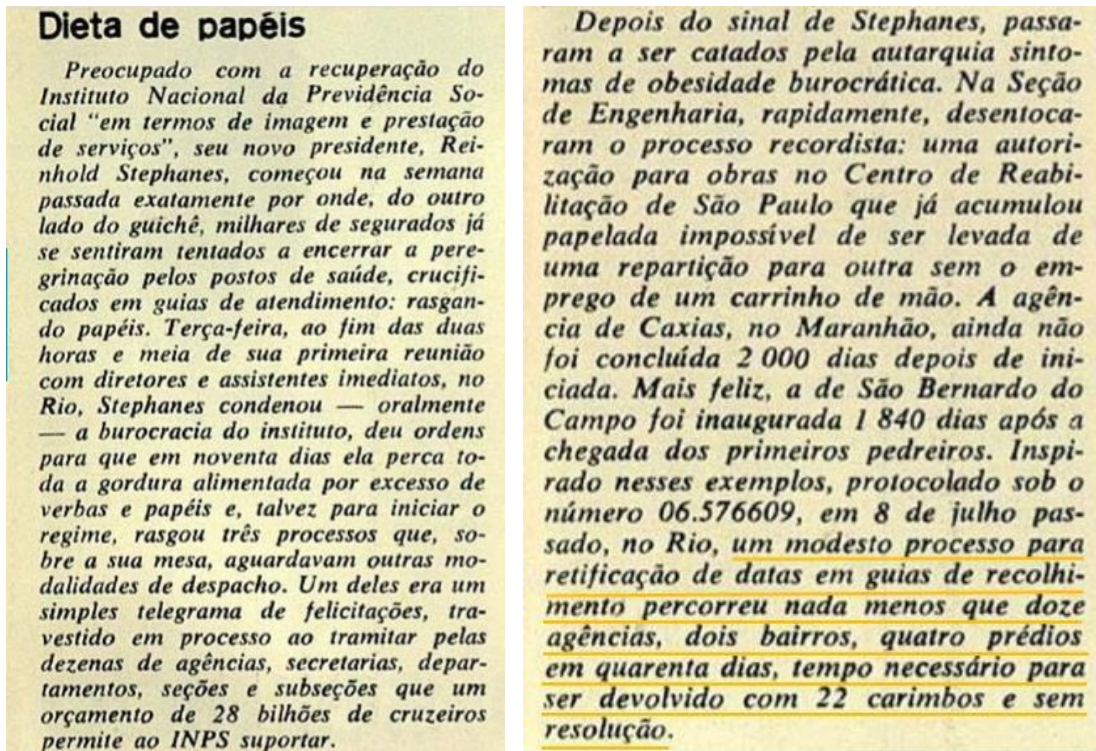 Dieta de papéis
Preocupado com a recuperação do
Instituto Nacional da Previdência So-
cial "em termos de imagem e prestação
de serviços", seu novo presidente, Rei-
nhold Stephanes, começou na semana
passada exatamente por onde, do outro
lado do guichê, milhares de segurados já
se sentiram tentados a encerrar a pere-
grinação pelos postos de saúde, crucifi-
cados em guias de atendimento: rasgan-
do papéis. Terça-feira, ao fim das duas
horas e meia de sua primeira reunião
com diretores e assistentes imediatos, no
Rio, Stephanes condenou — oralmente
— a burocracia do instituto, deu ordens
para que em noventa dias ela perca to-
da a gordura alimentada por excesso de
verbas e papéis e, talvez para iniciar o
regime, rasgou três processos que, so-
bre a sua mesa, aguardavam outras mo-
dalidades de despacho. Um deles era um
simples telegrama de felicitações, tra-
vestido em processo ao tramitar pelas
dezenas de agências, secretarias, depar-
tamentos, seções e subseções que um
orçamento de 28 bilhões de cruzeiros
permite ao INPS suportar.
Depois do sinal de Stephanes, passa-
ram a ser catados pela autarquia sinto-
mas de obesidade burocrática. Na Seção
de Engenharia, rapidamente, desentoca-
ram o processo recordista: uma autori-
zação para obras no Centro de Reabi-
litação de São Paulo que já acumulou
papelada impossível de ser levada de
uma repartição para outra sem o em-
prego de um carrinho de mão. A agên-
cia de Caxias, no Maranhão, ainda não
foi concluída 2 000 dias depois de ini-
ciada. Mais feliz, a de São Bernardo do
Campo foi inaugurada 1 840 dias após a
chegada dos primeiros pedreiros. Inspi-
rado nesses exemplos, protocolado sob o
número 06.576609, em 8 de julho pas-
sado, no Rio, um modesto processo para
retificação de datas em guias de recolhi-
mento percorreu nada menos que doze
agências, dois bairros, quatro prédios
em quarenta dias, tempo necessário para
ser devolvido com 22 carimbos e sem
resolução.